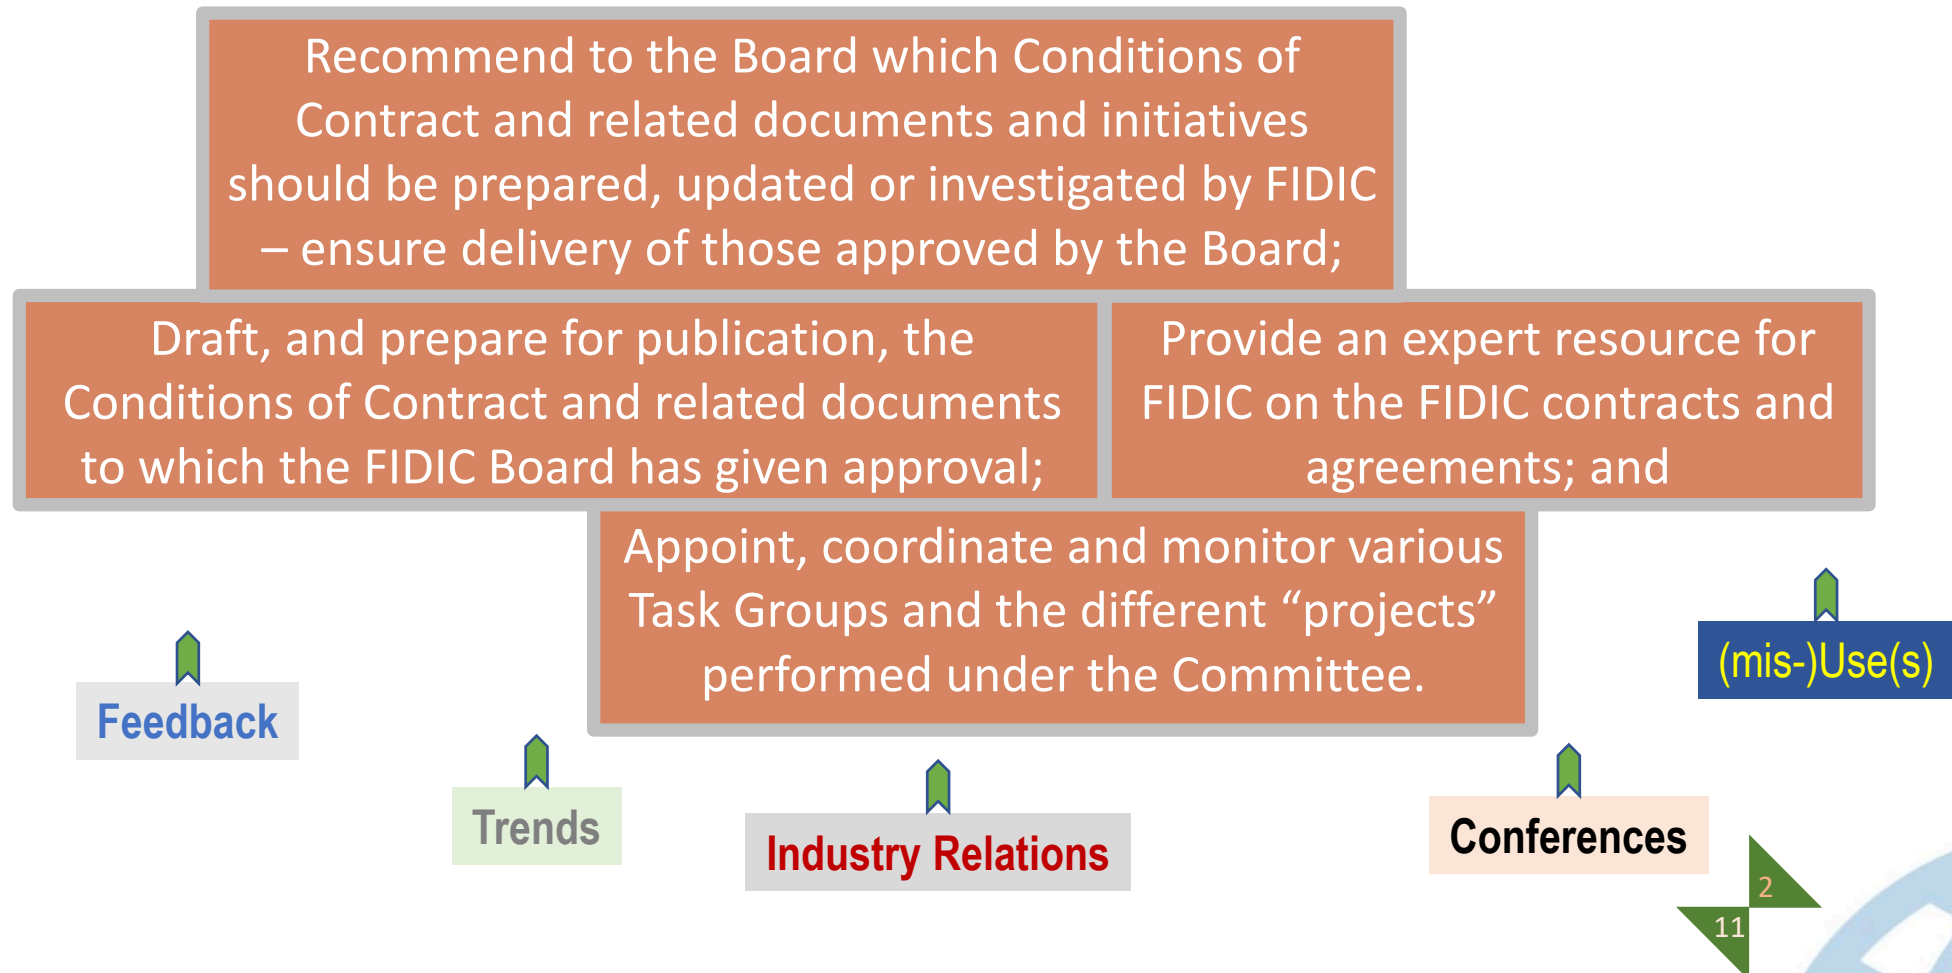 Recommend to the Board which Conditions of
Contract and related documents and initiatives
should be prepared, updated or investigated by FIDIC
– ensure delivery of those approved by the Board;
Draft, and prepare for publication, the
Conditions of Contract and related documents
to which the FIDIC Board has given approval;
Provide an expert resource for
FIDIC on the FIDIC contracts and
agreements; and
Appoint, coordinate and monitor various
Task Groups and the different “projects”
performed under the Committee.
(mis-)Use(s)
Feedback
Trends
Industry Relations
Conferences
2
11